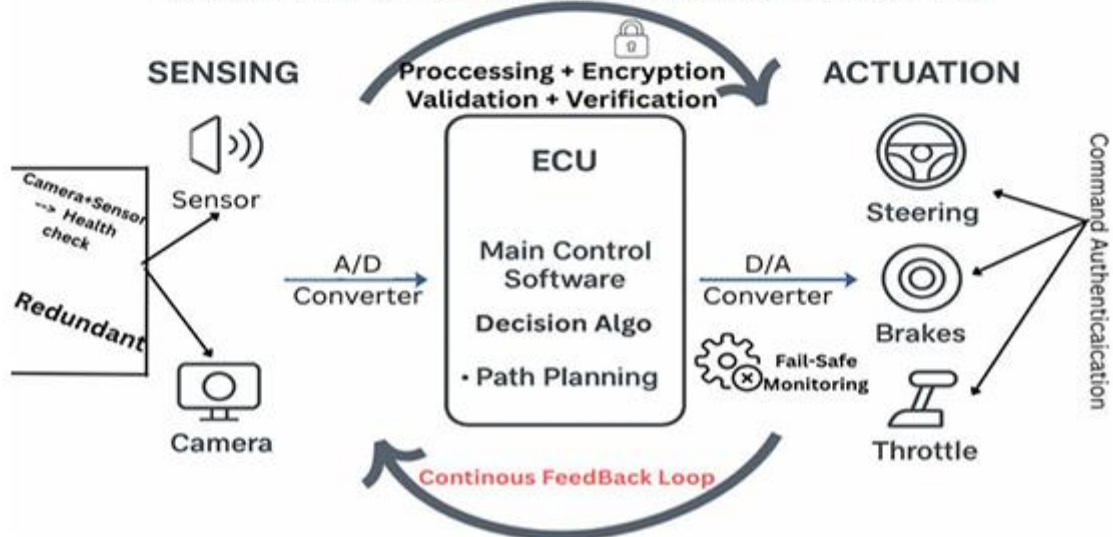 SENSING
Proccessing + Encryption
Validation + Verification
ACTUATION
Camera+Sensor
--> Health
check
Redundant
Sensor
Camera
A/D
Converter
ECU
Main Control
Software
Decision Algo
• Path Planning
D/A
Converter
Fail-Safe
Monitoring
Steering
Brakes
Throttle
Command Authenticaication
Continous FeedBack Loop